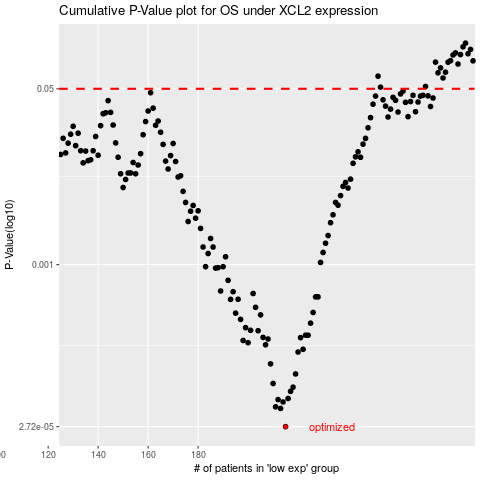 Cumulative P-Value plot for OS under XCL2 expression
0.05
0.001
2.72e-05
P-Value(log10)
optimized
00 120 140 160 180
# of patients in 'low exp' group